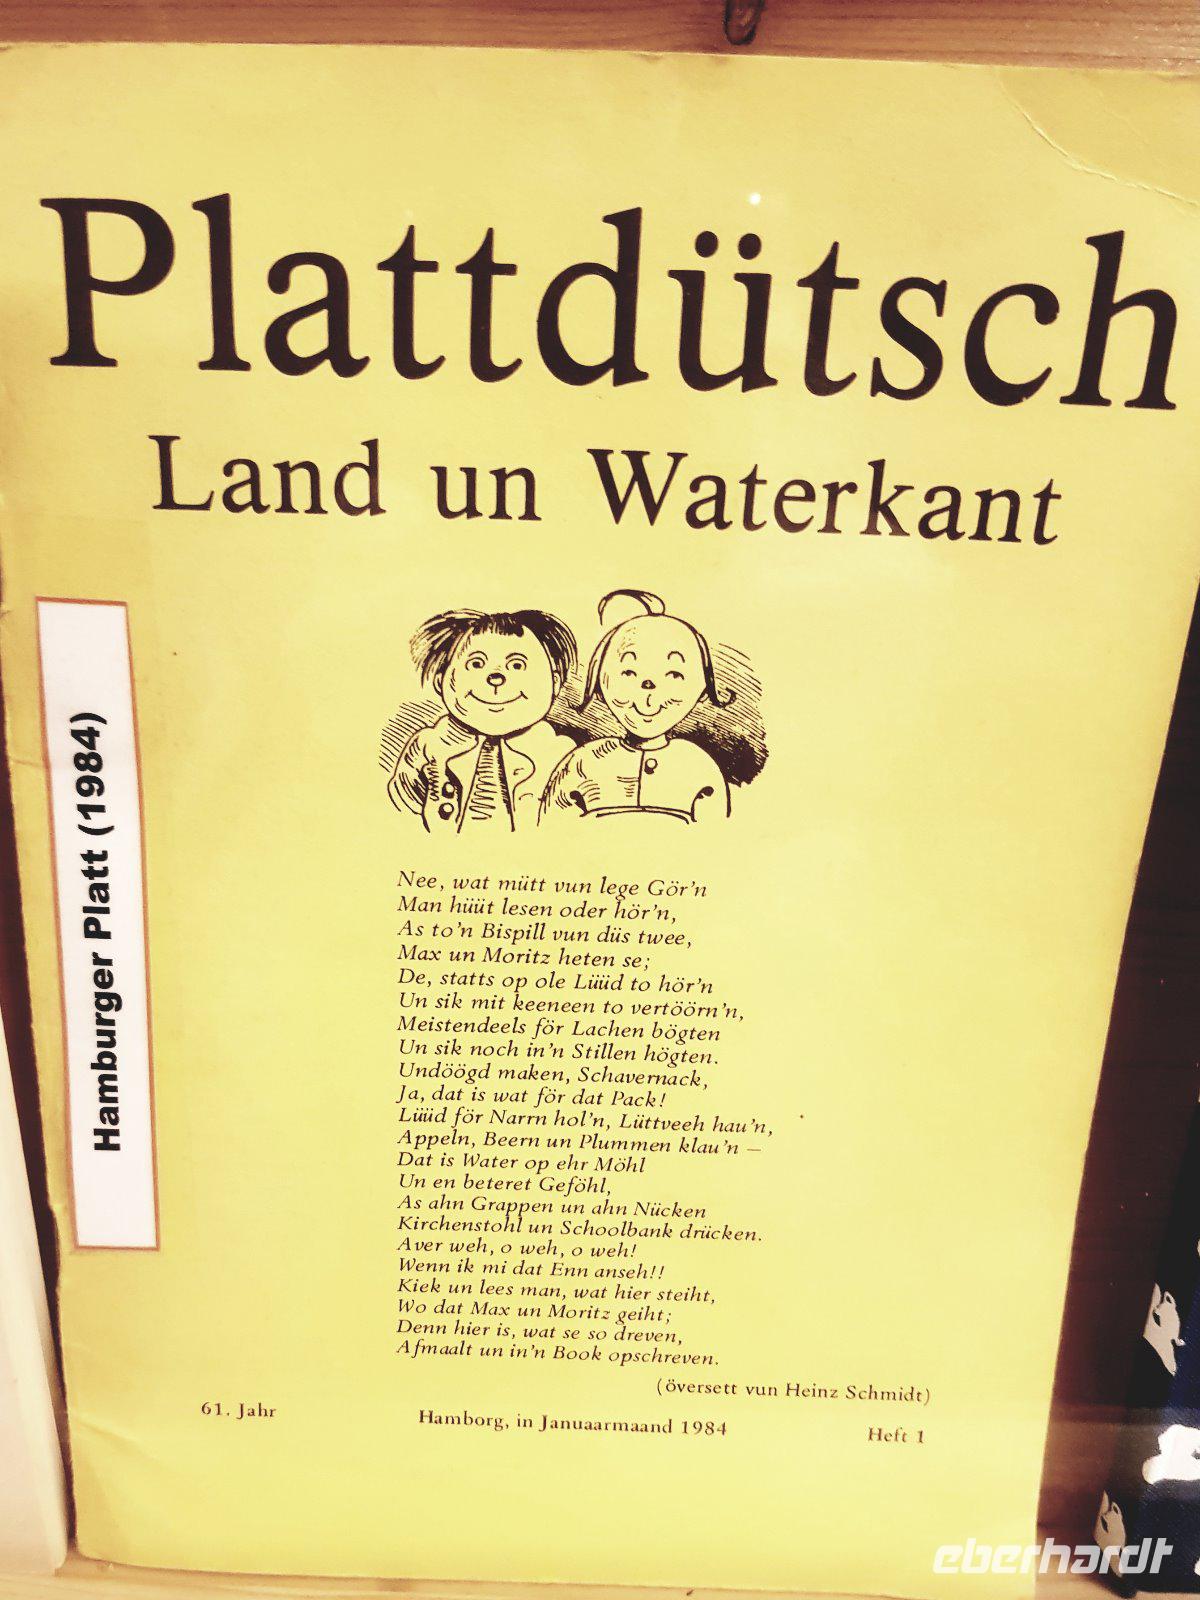 Plattdütsch
Land un Waterkant
Hamburger Platt (1984)
Nee, wat mütt vun lege Gör'n
Man hüüt lesen oder hör'n,
As to'n Bispill vun düs twee,
Max un Moritz heten se;
De, statts op ole Lüüd to hör'n
Un sik mit keeneen to vertöörn'n,
Meistendeels för Lachen bögten
Un sik noch in'n Stillen högten.
Undöögd maken, Schavernack,
Ja, dat is wat för dat Pack!
Lüüd för Narrn hol'n, Lüttveeh hau'n,
Appeln, Beern un Plummen klau'n –
Dat is Water op ehr Möhl
Un en beteret Geföhl,
As ahn Grappen un ahn Nücken
Kirchenstohl un Schoolbank drücken.
Aver weh, o weh, o weh!
Wenn ik mi dat Enn anseh!!
Kiek un lees man, wat hier steiht,
Wo dat Max un Moritz geiht;
Denn hier is, wat se so dreven,
Afmaalt un in'n Book opschreven.
(översett vun Heinz Schmidt)
61. Jahr Hamborg, in Januaarmaand 1984 Heft 1
eberhardt